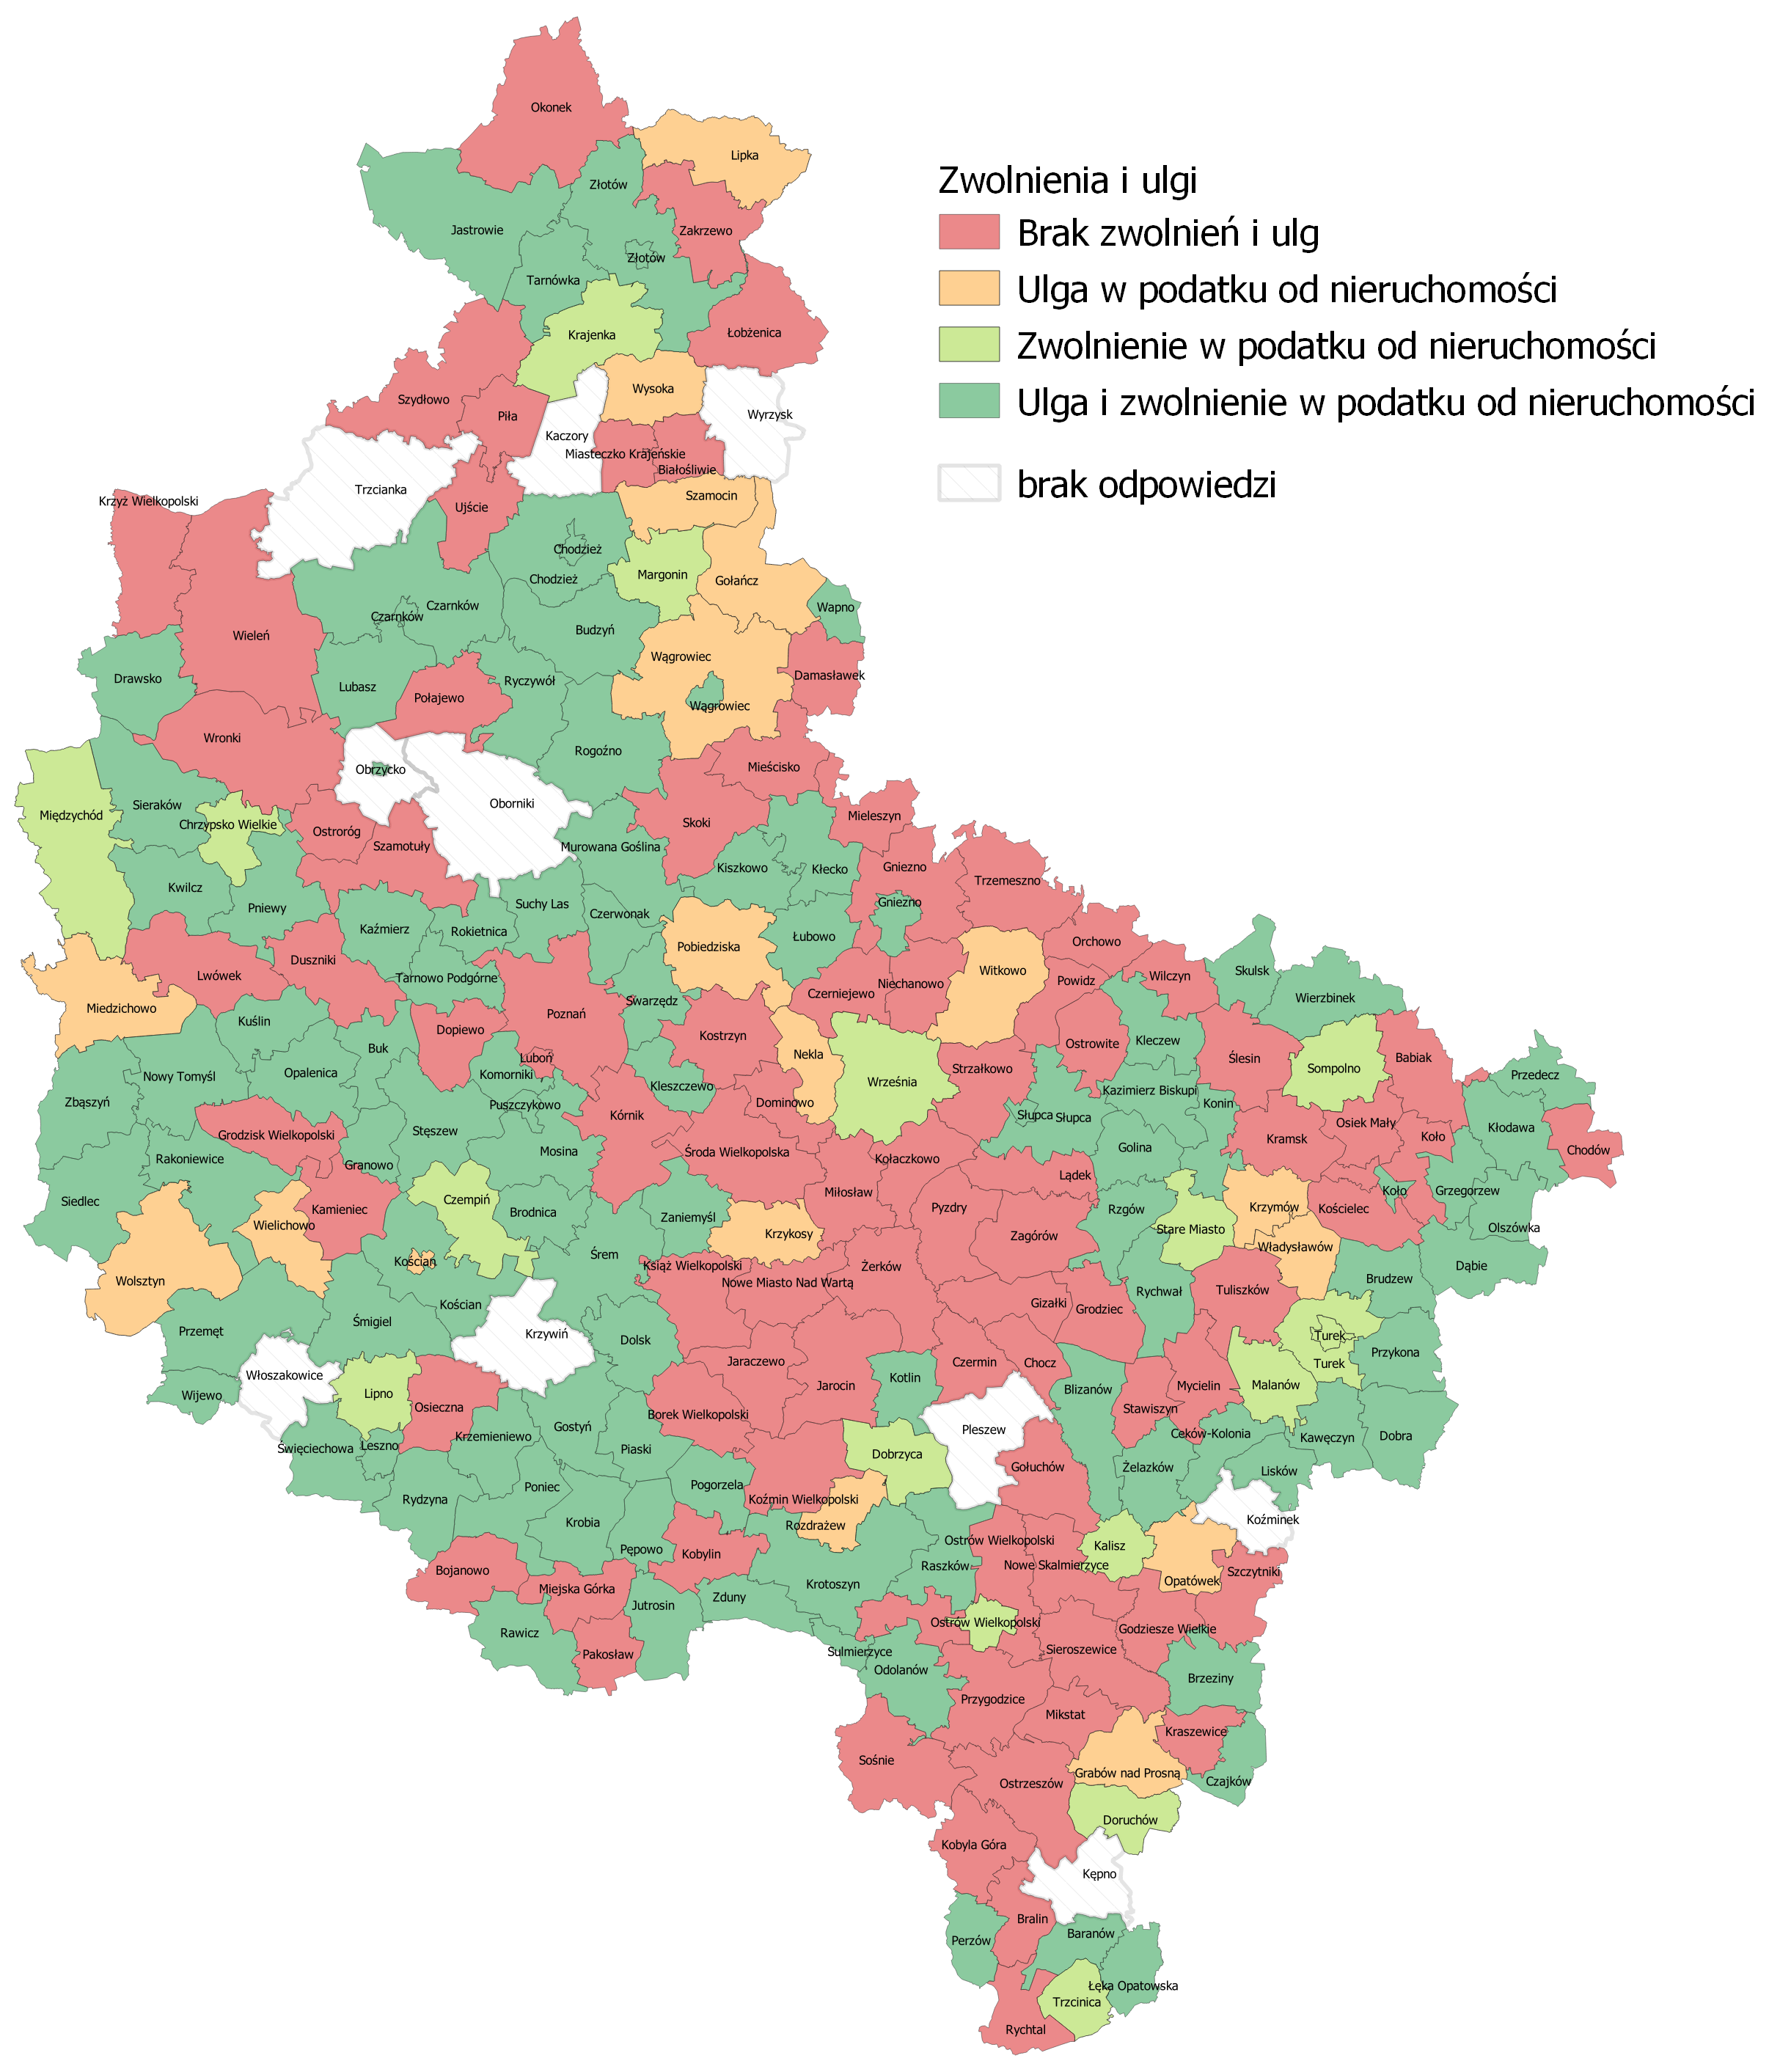 Zwolnienia i ulgi
Brak zwolnień i ulg
Ulga w podatku od nieruchomości
Zwolnienie w podatku od nieruchomości
Ulga i zwolnienie w podatku od nieruchomości
brak odpowiedzi
Okonek
Lipka
Złotów
Jastrowie
Zakrzewo
Złotów
Tarnówka
Krajenka
Łobżenica
Wysoka
Szydłowo
Piła
Wyrzysk
Kaczory
Miasteczko Krajeńskie
Białośliwie
Trzcianka
Szamocin
Krzyż Wielkopolski
Ujście
Chodzież
Margonin
Chodzież
Gołańcz
Czarnków
Wapno
Czarnków
Budzyń
Wieleń
Wągrowiec
Damasławek
Drawsko
Ryczywół
Lubasz
Połajewo
Wągrowiec
Wronki
Rogoźno
Mieścisko
Obrzycko
Sieraków
Oborniki
Międzychód
Mieleszyn
Chrzypsko Wielkie
Skoki
Ostroróg
Szamotuły
Murowana Goślina
Kiszkowo
Kłecko
Gniezno
Trzemeszno
Kwilcz
Pniewy
Suchy Las
Gniezno
Czerwonak
Kaźmierz
Rokietnica
Łubowo
Orchowo
Pobiedziska
Duszniki
Witkowo
Skulsk
Lwówek
Tarnowo Podgórne
Wilczyn
Powidz
Niechanowo
Czerniejewo
Wierzbinek
Swarzędz
Miedzichowo
Poznań
Kuślin
Dopiewo
Kostrzyn
Kleczew
Ostrowite
Buk
Nekla
Luboń
Ślesin
Babiak
Strzałkowo
Sompolno
Opalenica
Komorniki
Nowy Tomyśl
Przedecz
Września
Kleszczewo
Kazimierz Biskupi
Zbąszyń
Puszczykowo
Dominowo
Konin
Kórnik
Słupca
Słupca
Osiek Mały
Kłodawa
Stęszew
Grodzisk Wielkopolski
Koło
Kramsk
Golina
Chodów
Mosina
Środa Wielkopolska
Kołaczkowo
Rakoniewice
Granowo
Lądek
Koło
Grzegorzew
Miłosław
Siedlec
Czempiń
Pyzdry
Krzymów
Kościelec
Kamieniec
Rzgów
Brodnica
Zaniemyśl
Wielichowo
Stare Miasto
Olszówka
Krzykosy
Zagórów
Władysławów
Śrem
Kościan
Książ Wielkopolski
Żerków
Dąbie
Brudzew
Wolsztyn
Nowe Miasto Nad Wartą
Tuliszków
Rychwał
Kościan
Gizałki
Grodziec
Śmigiel
Przemęt
Krzywiń
Turek
Dolsk
Przykona
Jaraczewo
Czermin
Chocz
Turek
Włoszakowice
Kotlin
Jarocin
Malanów
Mycielin
Blizanów
Lipno
Wijewo
Osieczna
Stawiszyn
Borek Wielkopolski
Gostyń
Pleszew
Ceków-Kolonia
Krzemieniewo
Dobra
Kawęczyn
Leszno
Święciechowa
Piaski
Dobrzyca
Gołuchów
Żelazków
Lisków
Pogorzela
Poniec
Rydzyna
Koźmin Wielkopolski
Koźminek
Krobia
Rozdrażew
Ostrów Wielkopolski
Kalisz
Pępowo
Kobylin
Raszków
Nowe Skalmierzyce
Bojanowo
Szczytniki
Opatówek
Krotoszyn
Miejska Górka
Zduny
Jutrosin
Ostrów Wielkopolski
Godziesze Wielkie
Rawicz
Sieroszewice
Sulmierzyce
Pakosław
Odolanów
Brzeziny
Przygodzice
Mikstat
Kraszewice
Sośnie
Grabów nad Prosną
Czajków
Ostrzeszów
Doruchów
Kobyla Góra
Kępno
Bralin
Baranów
Perzów
Łęka Opatowska
Trzcinica
Rychtal